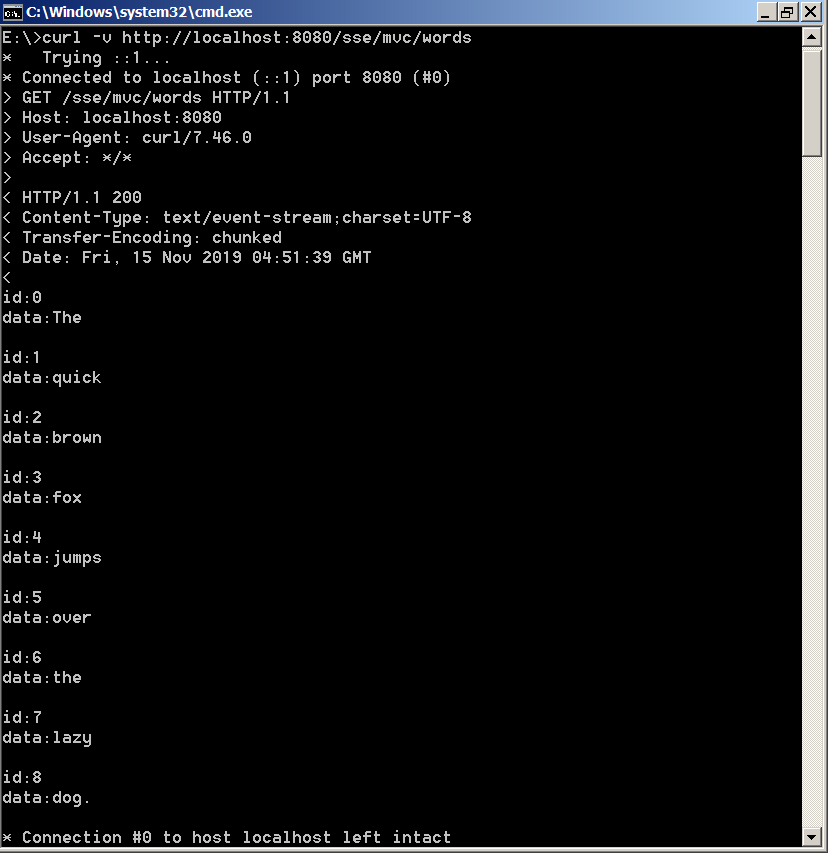 C:\Windows\system32\cmd.exe
E:\>curl -v http://localhost:8080/sse/mvc/words
*   Trying ::1...
* Connected to localhost (::1) port 8080 (#0)
> GET /sse/mvc/words HTTP/1.1
> Host: localhost:8080
> User-Agent: curl/7.46.0
> Accept: */*
>
< HTTP/1.1 200
< Content-Type: text/event-stream;charset=UTF-8
< Transfer-Encoding: chunked
< Date: Fri, 15 Nov 2019 04:51:39 GMT
<
id:0
data:The

id:1
data:quick

id:2
data:brown

id:3
data:fox

id:4
data:jumps

id:5
data:over

id:6
data:the

id:7
data:lazy

id:8
data:dog.

* Connection #0 to host localhost left intact